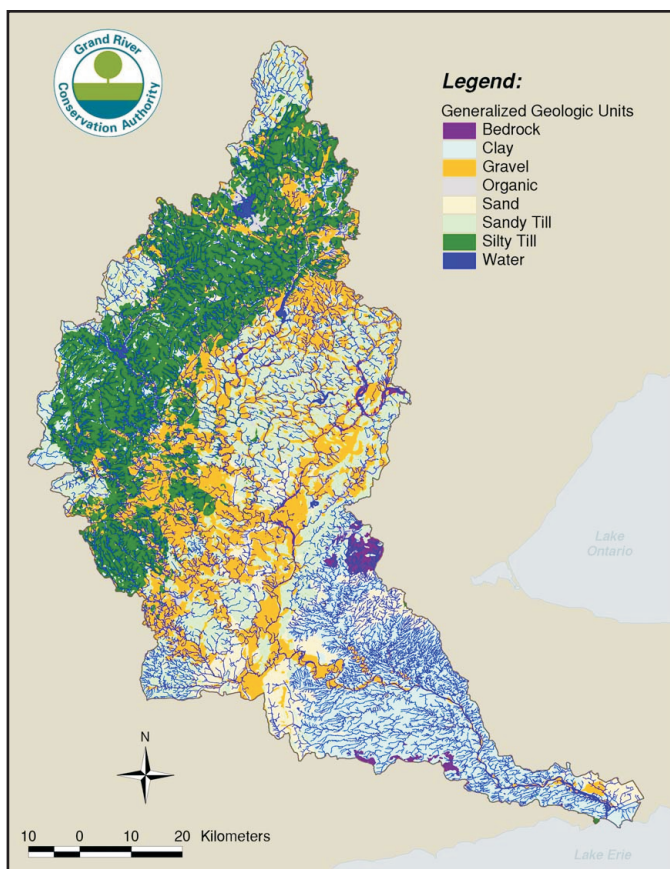 Grand River
Conservation Authority
Legend:
Generalized Geologic Units
Bedrock
Clay
Gravel
Organic
Sand
Sandy Till
Silty Till
Water
Lake
Ontario
N
10 0 10 20 Kilometers
Lake Erie